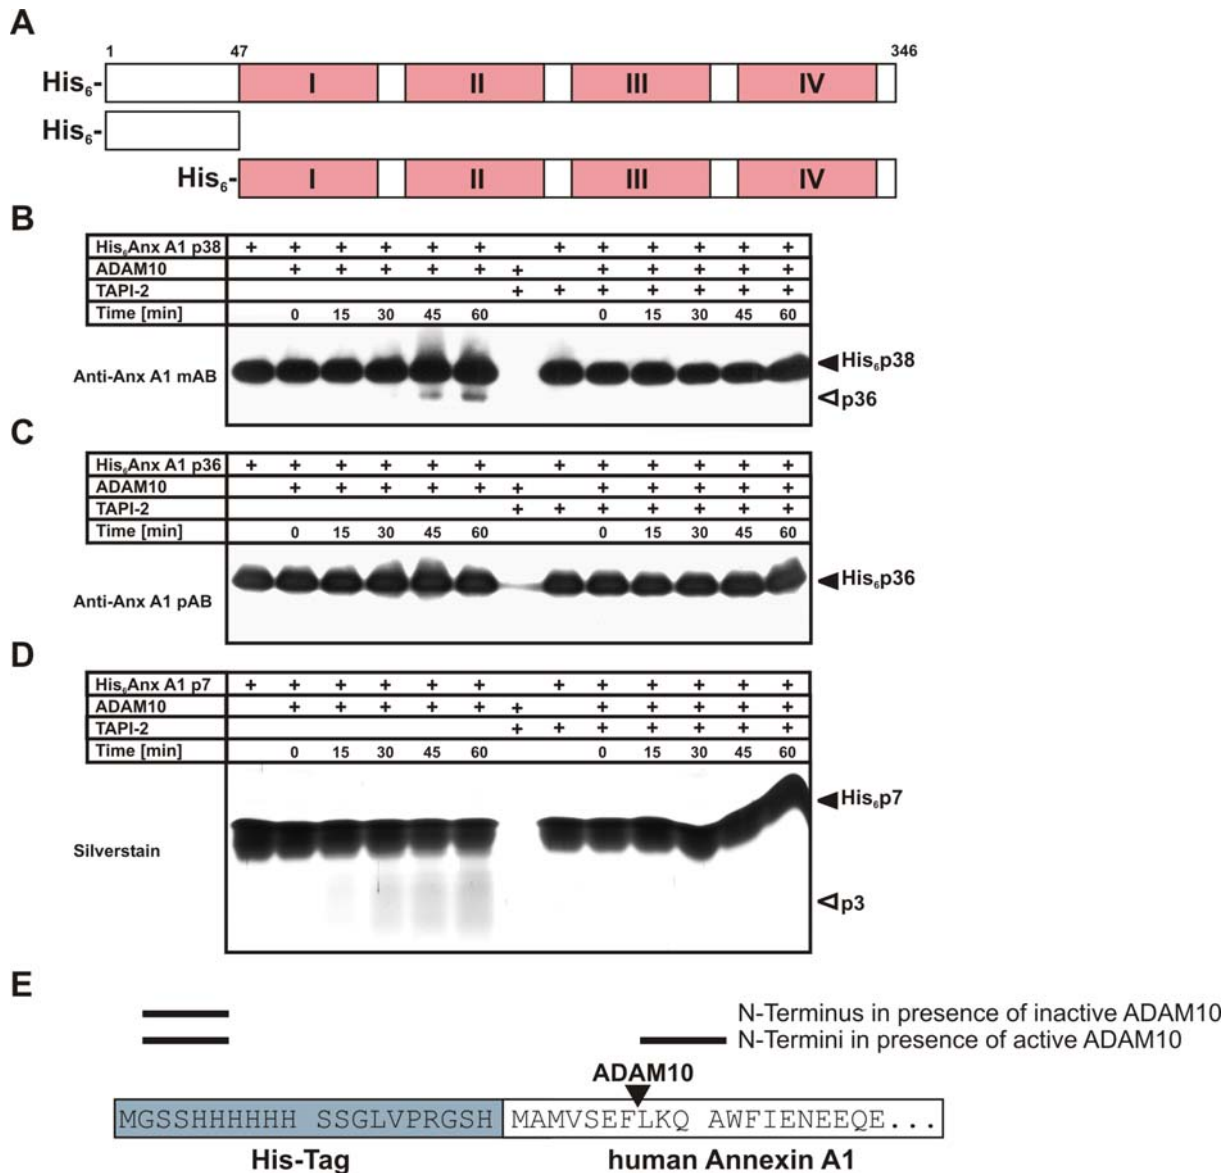 A
1 47 346
His₆- I II III IV
His₆-
His₆- I II III IV
B
His₆Anx A1 p38 + + + + + + + + + + + +
ADAM10 + + + + + + + + + + +
TAPI-2 + + + + + + +
Time [min] 0 15 30 45 60 0 15 30 45 60
Anti-Anx A1 mAB
His₆p38
p36
C
His₆Anx A1 p36 + + + + + + + + + + + +
ADAM10 + + + + + + + + + + +
TAPI-2 + + + + + + +
Time [min] 0 15 30 45 60 0 15 30 45 60
Anti-Anx A1 pAB
His₆p36
D
His₆Anx A1 p7 + + + + + + + + + + + +
ADAM10 + + + + + + + + + + +
TAPI-2 + + + + + + +
Time [min] 0 15 30 45 60 0 15 30 45 60
Silverstain
His₆p7
p3
E
N-Terminus in presence of inactive ADAM10
N-Termini in presence of active ADAM10
ADAM10
MGSSHHHHHH SSGLVPRGSH MAMVSEFLKQ AWFIENEEQE...
His-Tag human Annexin A1